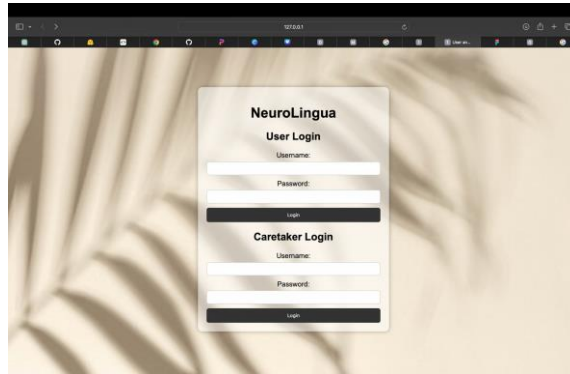 127.0.0.1
NeuroLingua
User Login
Username:
Password:
Login
Caretaker Login
Username:
Password:
Login